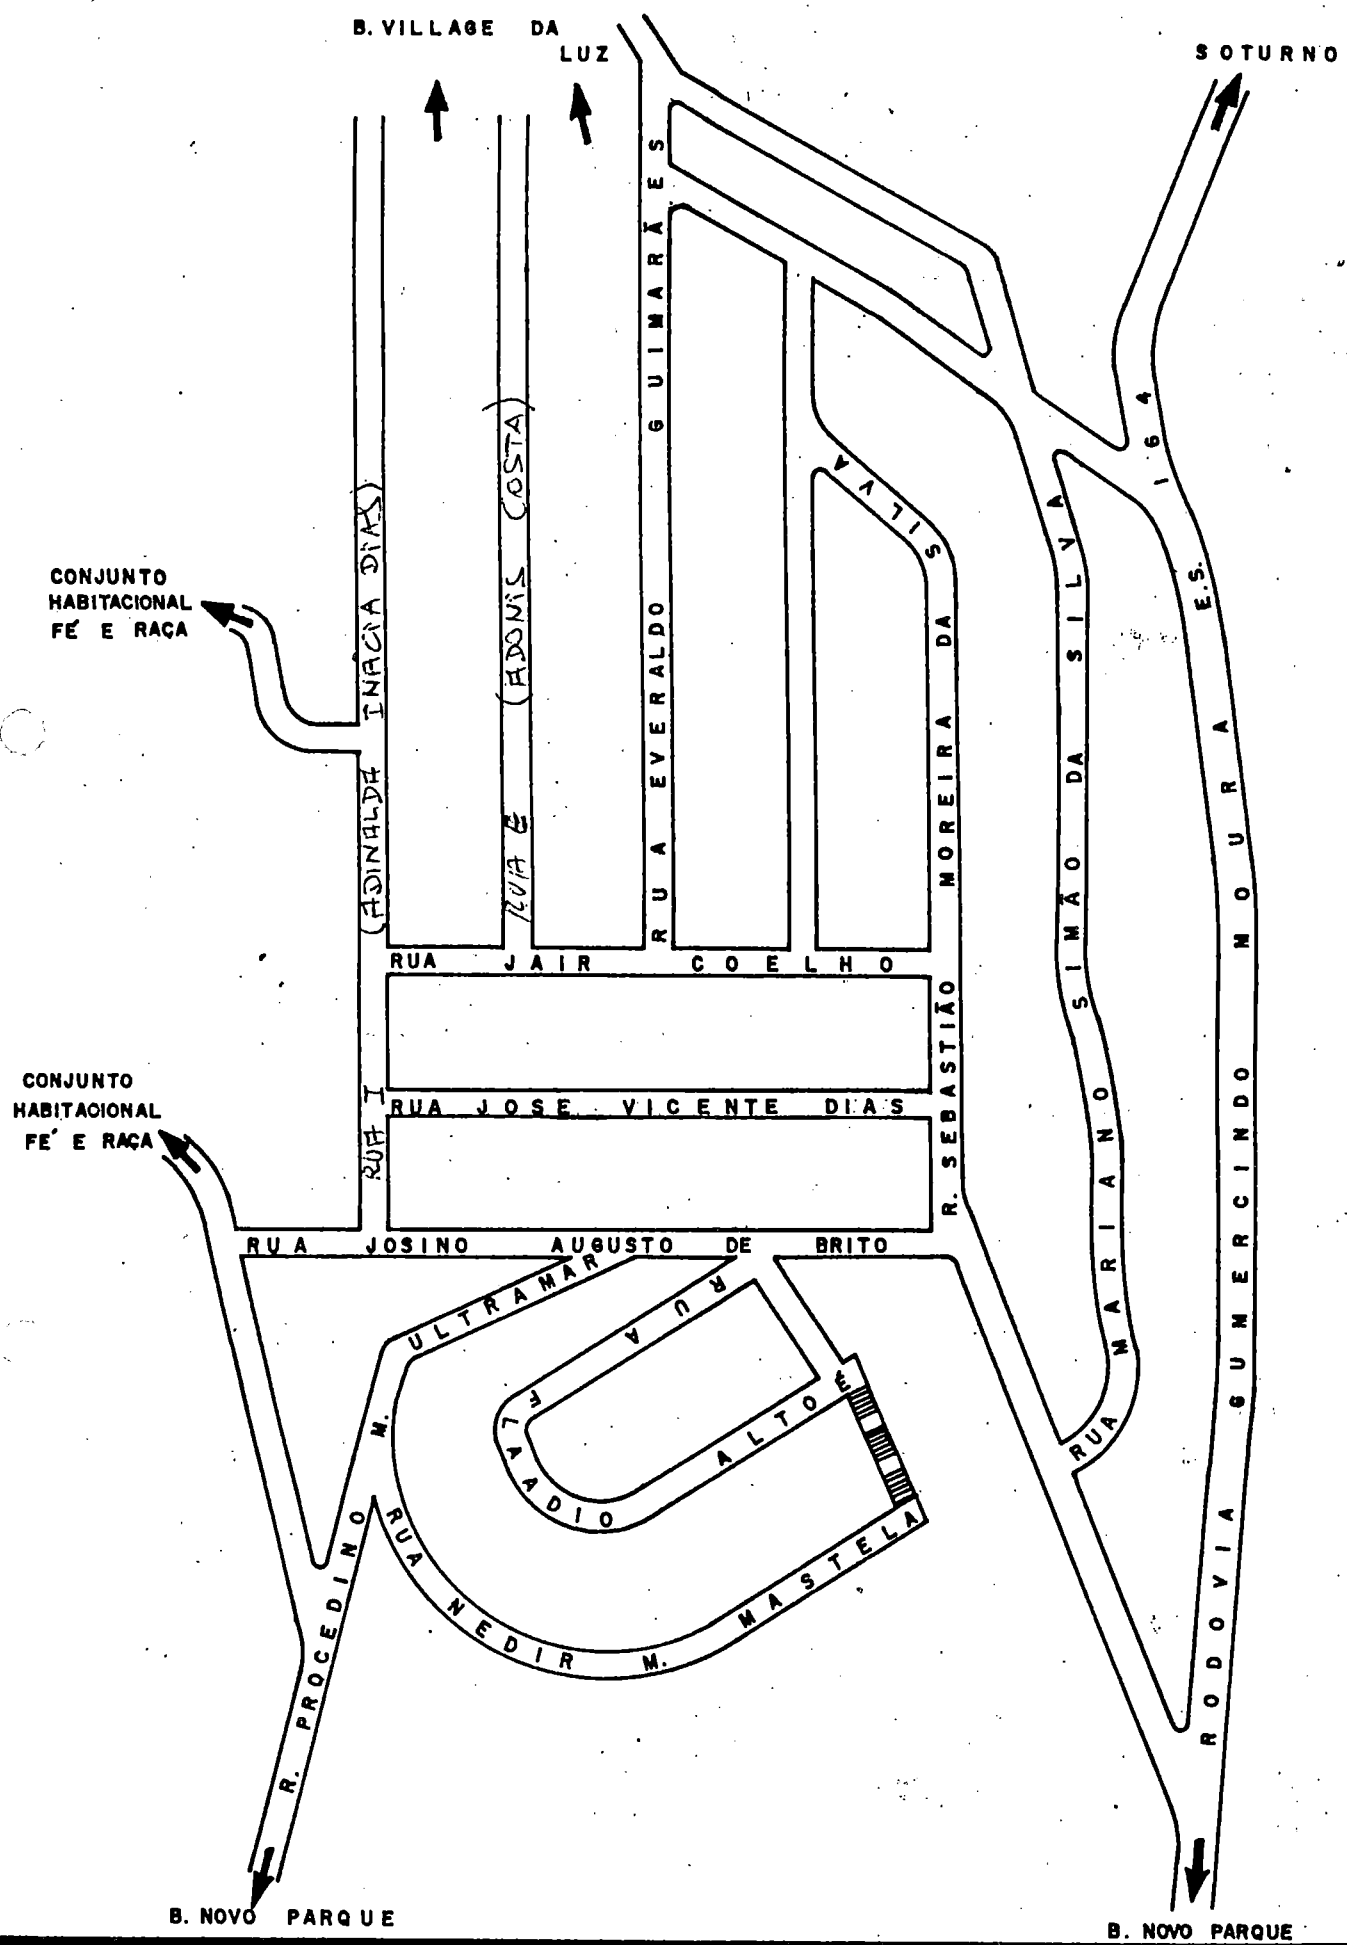 B. VILLAGE DA
LUZ
SOTURNO
CONJUNTO
HABITACIONAL
FÉ E RAÇA
CONJUNTO
HABITAOIONAL
FE´ E RAÇA
RUA I (ADINALDA INACIA DIAS)
RUA E (ADONIS COSTA)
RUA EVERALDO GUIMARÃES
R. SEBASTIÃO MOREIRA DA SILVA
RUA MARIANO SIMÃO DA SILVA
RODOVIA GUMERCINDO MOURA E.S. 164
RUA JAIR COELHO
RUA JOSE VICENTE DIAS
RUA JOSINO AUGUSTO DE BRITO
R. PROCEDINO M. ULTRAMAR
RUA FLAADIO ALTOÉ
RUA NEDIR M. MASTELA
B. NOVO PARQUE
B. NOVO PARQUE